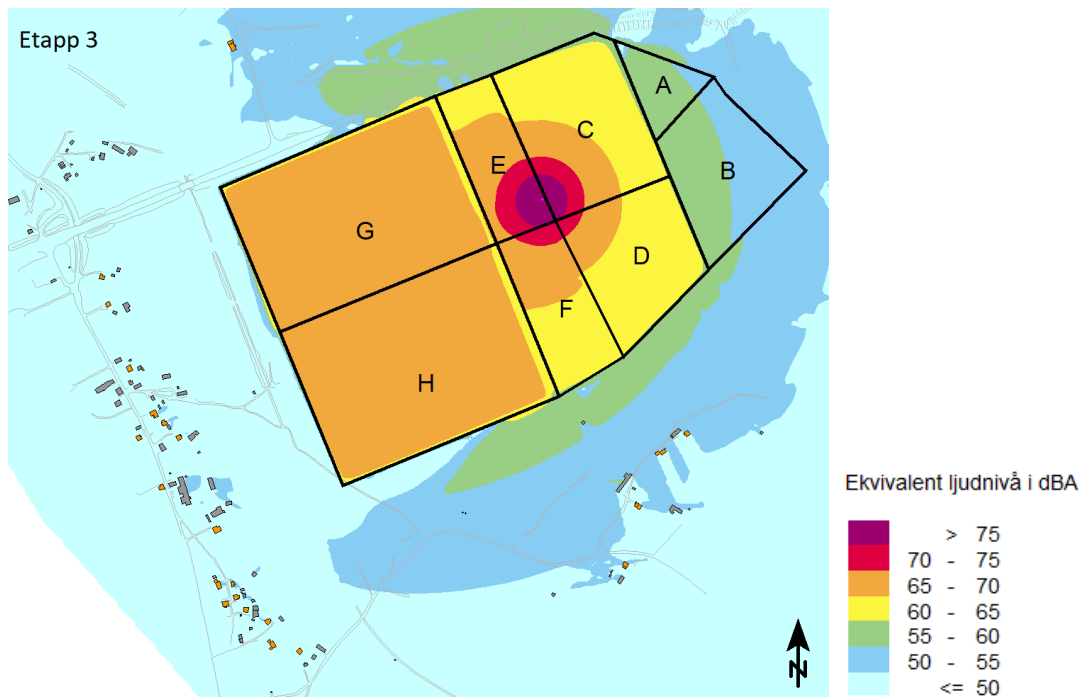 Etapp 3
A
C
E
B
G
D
F
H
N
Ekvivalent ljudnivå i dBA
> 75
70 - 75
65 - 70
60 - 65
55 - 60
50 - 55
<= 50